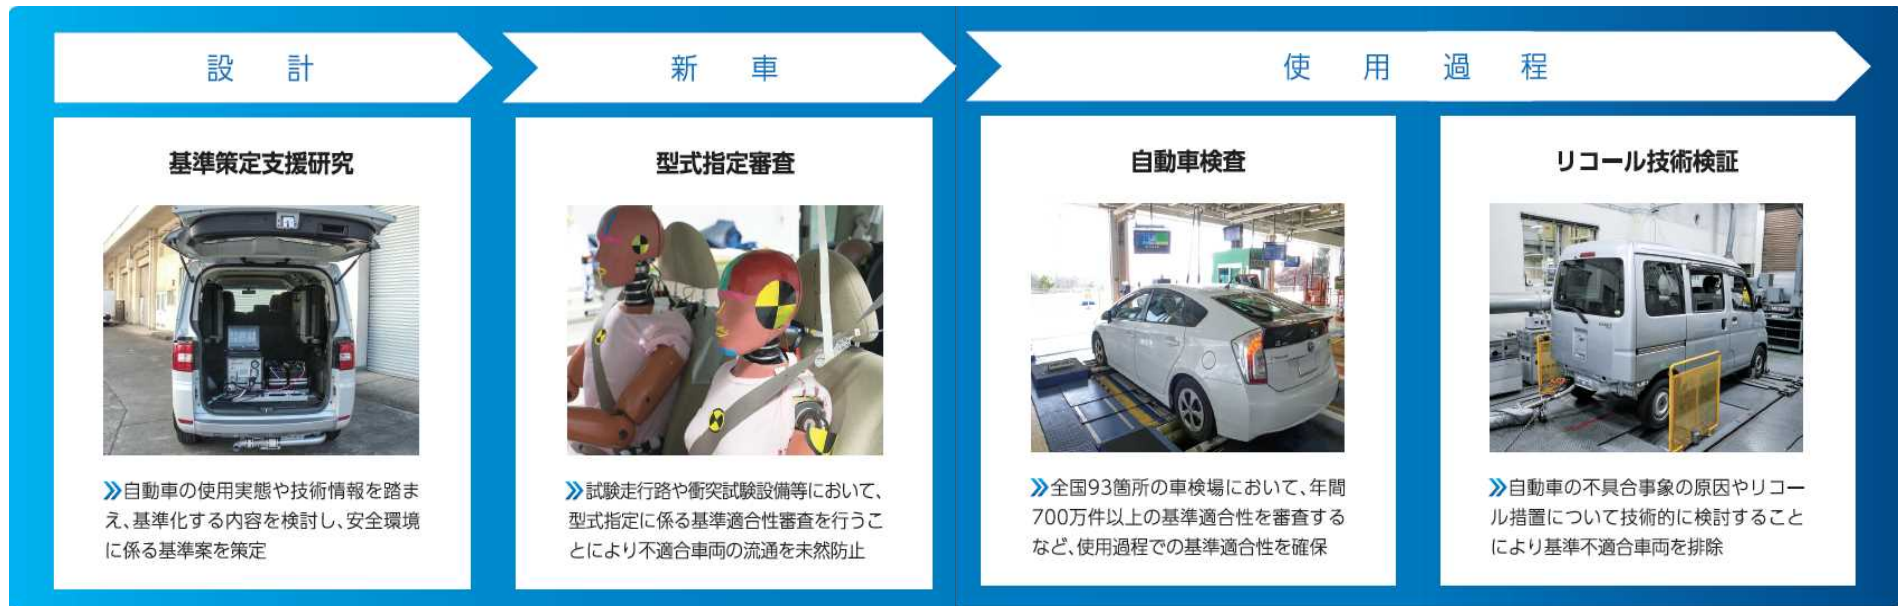 設計
新車
使用過程
基準策定支援研究
自動車の使用実態や技術情報を踏ま
え、基準化する内容を検討し、安全環境
に係る基準案を策定
型式指定審査
試験走行路や衝突試験設備等において、
型式指定に係る基準適合性審査を行うこ
とにより不適合車両の流通を未然防止
自動車検査
全国93箇所の車検場において、年間
700万件以上の基準適合性を審査する
など、使用過程での基準適合性を確保
リコール技術検証
自動車の不具合事象の原因やリコー
ル措置について技術的に検討すること
により基準不適合車両を排除